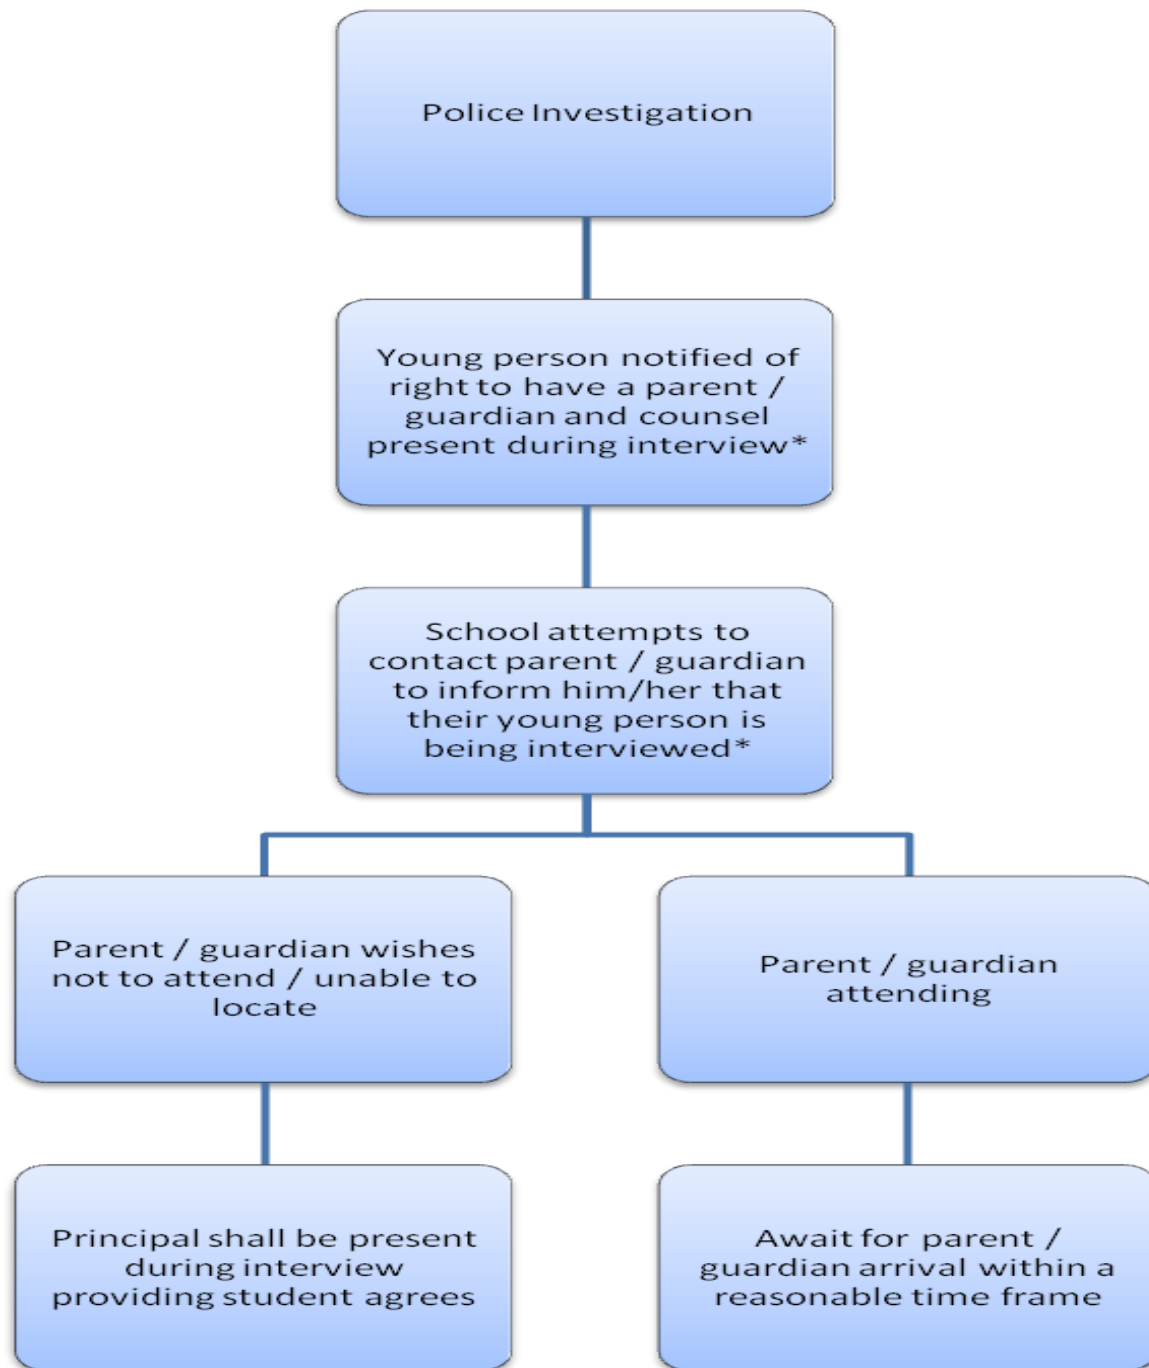 Police Investigation
Young person notified of
right to have a parent /
guardian and counsel
present during interview*
School attempts to
contact parent / guardian
to inform him/her that
their young person is
being interviewed*
Parent / guardian wishes
not to attend / unable to
locate
Parent / guardian
attending
Principal shall be present
during interview
providing student agrees
Await for parent /
guardian arrival within a
reasonable time frame